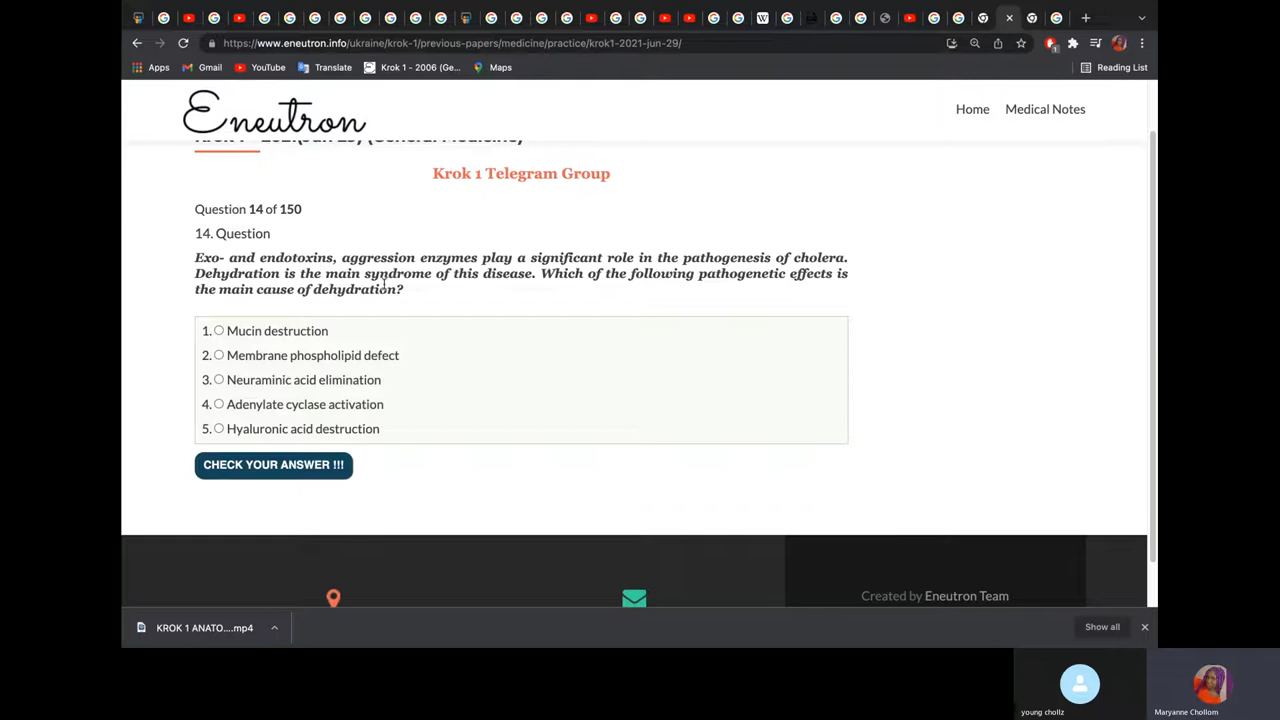 https://www.eneutron.info/ukraine/krok-1/previous-papers/medicine/practice/krok1-2021-jun-29/
Apps
Gmail
YouTube
Translate
Krok 1 - 2006 (Ge...
Maps
Reading List
Eneutron
Home
Medical Notes
Krok 1 Telegram Group
Question 14 of 150
14. Question
Exo- and endotoxins, aggression enzymes play a significant role in the pathogenesis of cholera.
Dehydration is the main syndrome of this disease. Which of the following pathogenetic effects is
the main cause of dehydration?
1. Mucin destruction
2. Membrane phospholipid defect
3. Neuraminic acid elimination
4. Adenylate cyclase activation
5. Hyaluronic acid destruction
CHECK YOUR ANSWER !!!
Created by Eneutron Team
KROK 1 ANATO....mp4
Show all
young chollz
Maryanne Chollom